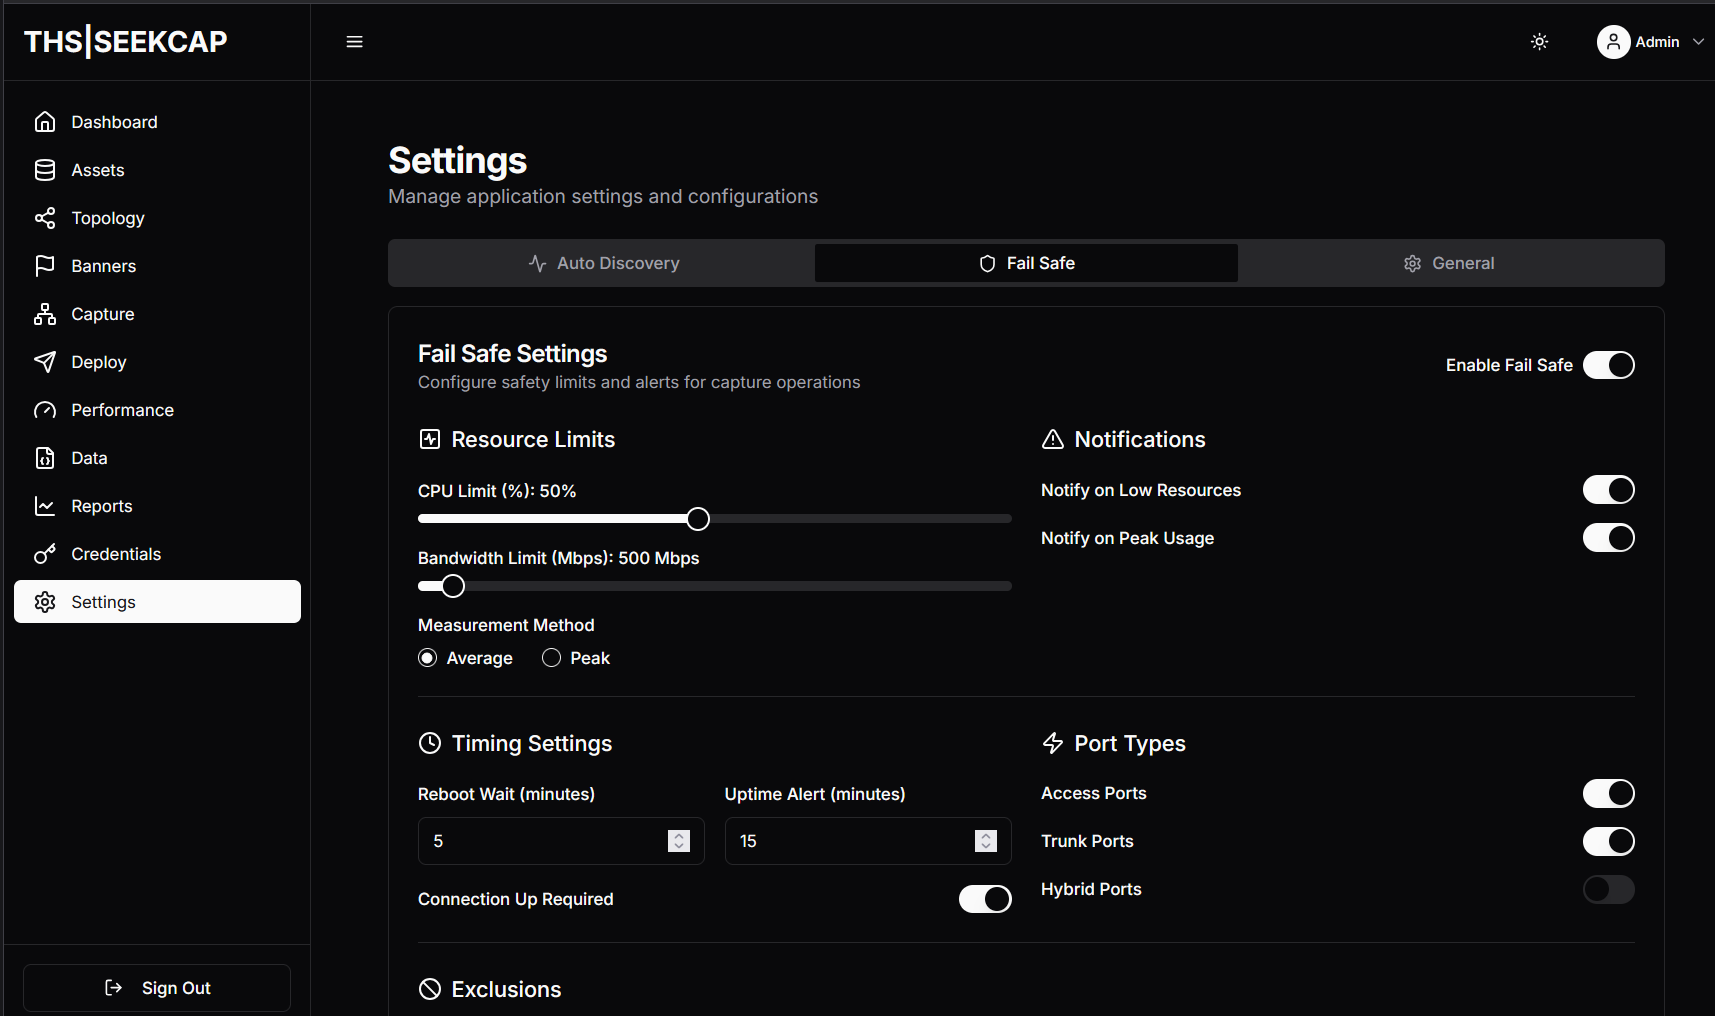 THS|SEEKCAP
Admin
Dashboard
Assets
Topology
Banners
Capture
Deploy
Performance
Data
Reports
Credentials
Settings
Sign Out
Settings
Manage application settings and configurations
Auto Discovery
Fail Safe
General
Fail Safe Settings
Configure safety limits and alerts for capture operations
Enable Fail Safe
Resource Limits
CPU Limit (%): 50%
Bandwidth Limit (Mbps): 500 Mbps
Measurement Method
Average
Peak
Notifications
Notify on Low Resources
Notify on Peak Usage
Timing Settings
Reboot Wait (minutes)
5
Uptime Alert (minutes)
15
Connection Up Required
Port Types
Access Ports
Trunk Ports
Hybrid Ports
Exclusions